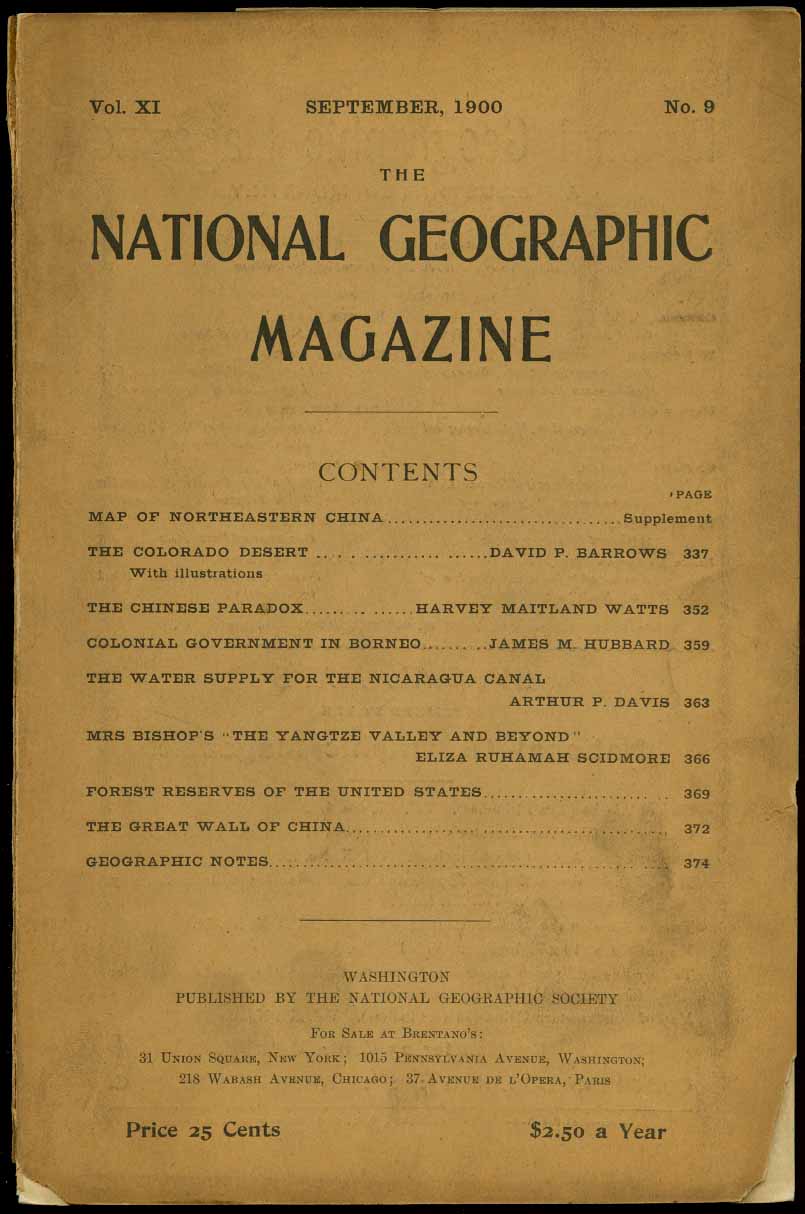 Vol. XI SEPTEMBER, 1900 No. 9
THE
NATIONAL GEOGRAPHIC
MAGAZINE
CONTENTS
PAGE
MAP OF NORTHEASTERN CHINA.................................Supplement
THE COLORADO DESERT ........................DAVID P. BARROWS 337
With illustrations
THE CHINESE PARADOX................HARVEY MAITLAND WATTS 352
COLONIAL GOVERNMENT IN BORNEO.........JAMES M. HUBBARD 359
THE WATER SUPPLY FOR THE NICARAGUA CANAL
ARTHUR P. DAVIS 363
MRS BISHOP'S "THE YANGTZE VALLEY AND BEYOND"
ELIZA RUHAMAH SCIDMORE 366
FOREST RESERVES OF THE UNITED STATES.......................... 369
THE GREAT WALL OF CHINA.............................................. 372
GEOGRAPHIC NOTES......................................................... 374
WASHINGTON
PUBLISHED BY THE NATIONAL GEOGRAPHIC SOCIETY
FOR SALE AT BRENTANO'S:
31 UNION SQUARE, NEW YORK; 1015 PENNSYLVANIA AVENUE, WASHINGTON;
218 WABASH AVENUE, CHICAGO; 37 AVENUE DE L'OPERA, PARIS
Price 25 Cents $2.50 a Year